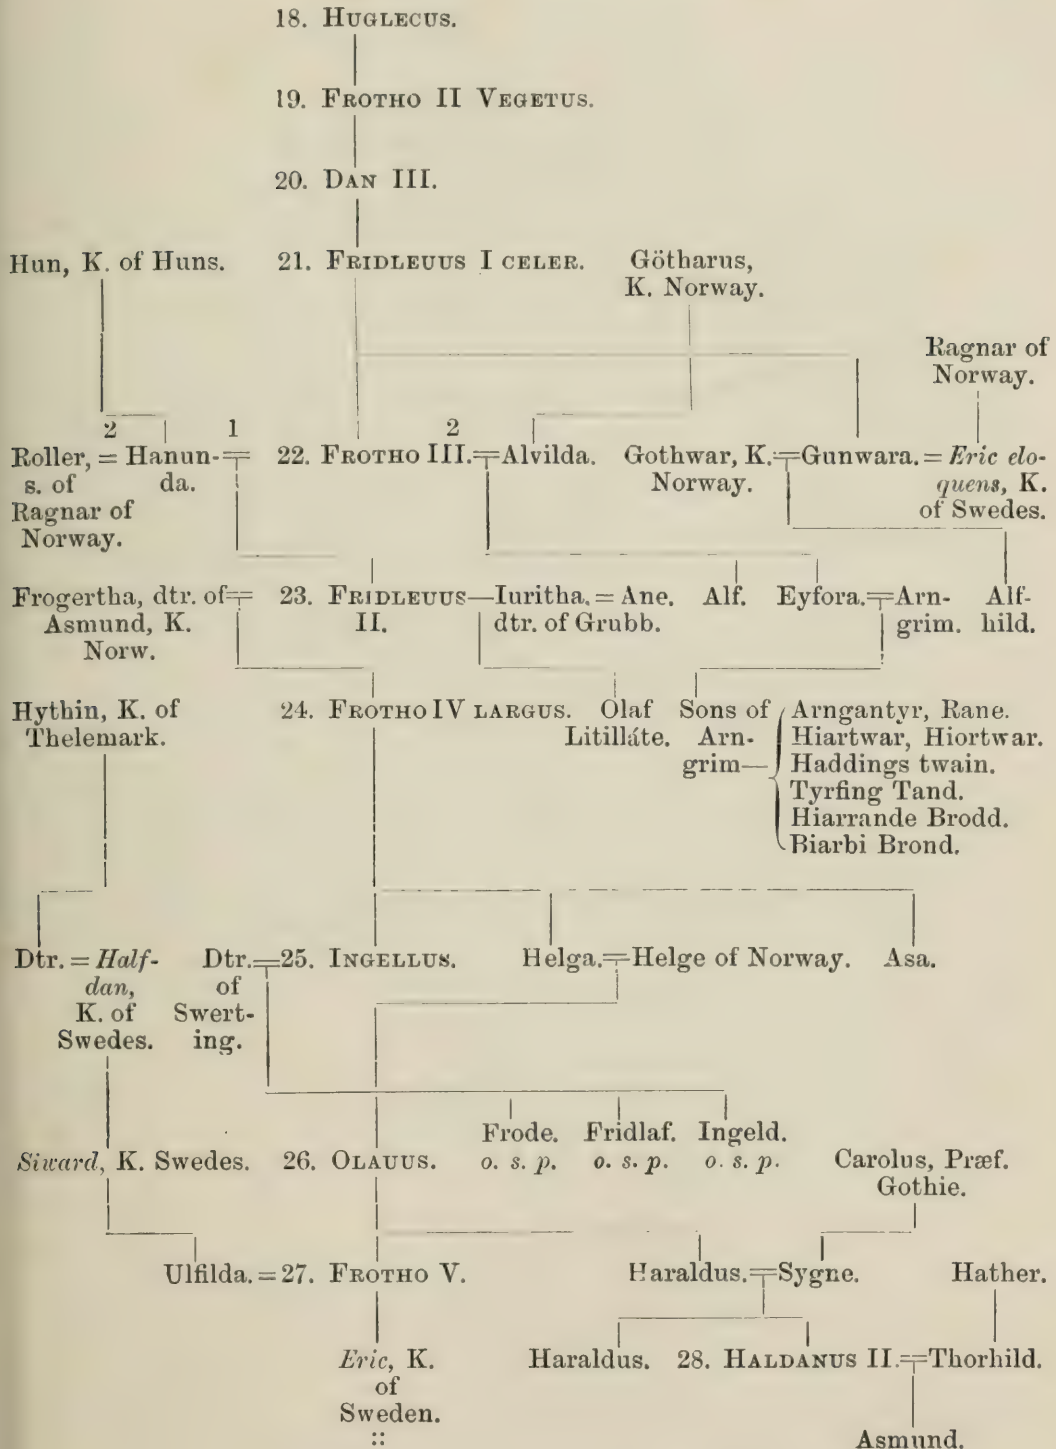 18. HUGLECUS.
19. FROTHO II VEGETUS.
20. DAN III.
Hun, K. of Huns. 21. FRIDLEUUS I CELER. Götharus,
K. Norway.
Ragnar of
Norway.
2 1 2
Roller, = Hanun- 22. FROTHO III. Alvilda. Gothwar, K. Gunwara. = Eric elo-
s. of da. Norway. quens, K.
Ragnar of of Swedes.
Norway.
Frogertha, dtr. of 23. FRIDLEUUS—Iuritha. = Ane. Alf. Eyfora. Arn- Alf-
Asmund, K. II. dtr. of Grubb. grim. hild.
Norw.
Hythin, K. of 24. FROTHO IV LARGUS. Olaf Sons of Arngantyr, Rane.
Thelemark. Litilláte. Arn- Hiartwar, Hiortwar.
grim— Haddings twain.
Tyrfing Tand.
Hiarrande Brodd.
Biarbi Brond.
Dtr. = Half- Dtr. 25. INGELLUS. Helga. Helge of Norway. Asa.
dan, of
K. of Swert-
Swedes. ing.
Frode. Fridlaf. Ingeld.
Siward, K. Swedes. 26. OLAUUS. o. s. p. o. s. p. o. s. p. Carolus, Præf.
Gothie.
Ulfilda. = 27. FROTHO V. Haraldus. Sygne. Hather.
Eric, K. Haraldus. 28. HALDANUS II. Thorhild.
of
Sweden.
:: Asmund.